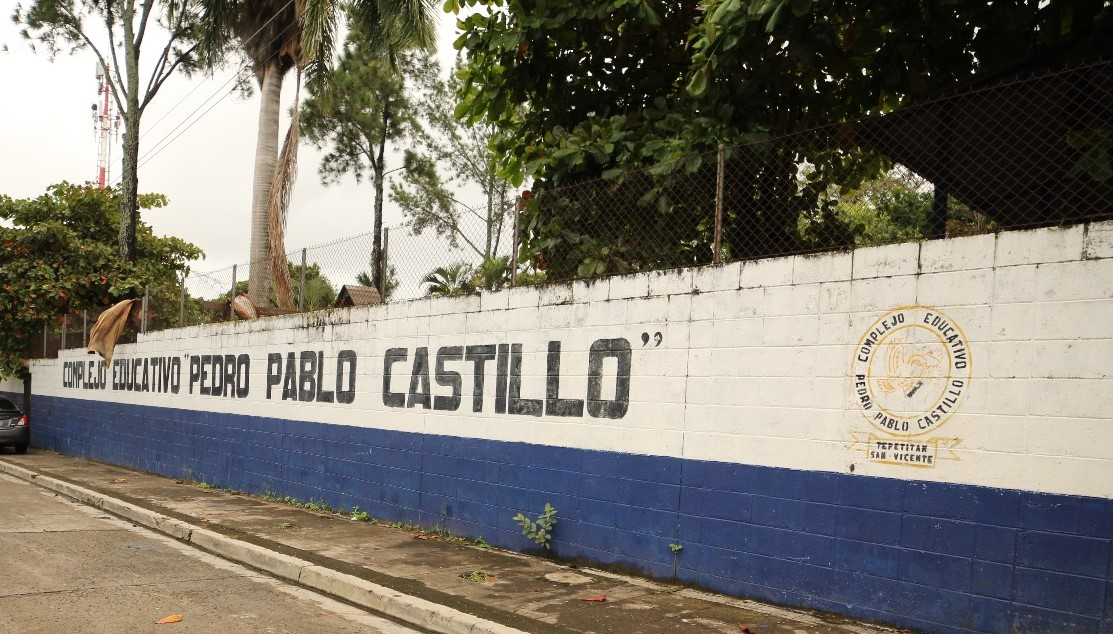 COMPLEJO EDUCATIVO "PEDRO PABLO CASTILLO"
COMPLEJO EDUCATIVO
PEDRO PABLO CASTILLO
TEPETITAN
SAN VICENTE